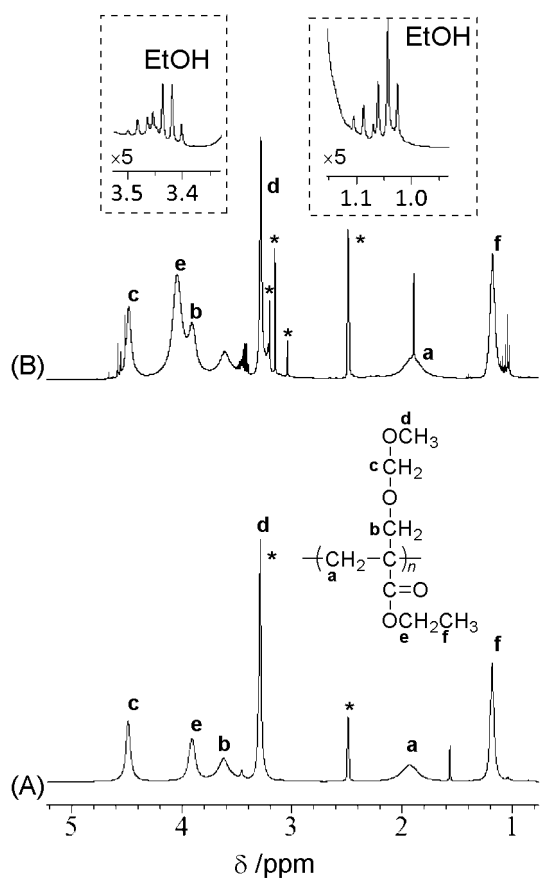 EtOH
×5
3.5 3.4
EtOH
×5
1.1 1.0
d
*
*
*
*
e
c
b
a
f
(B)
d
OCH3
c CH2
O
b CH2
—(CH2—C)n—
a
C=O
OCH2CH3
e f
d
*
c
e
b
*
a
f
(A)
5 4 3 2 1
δ /ppm